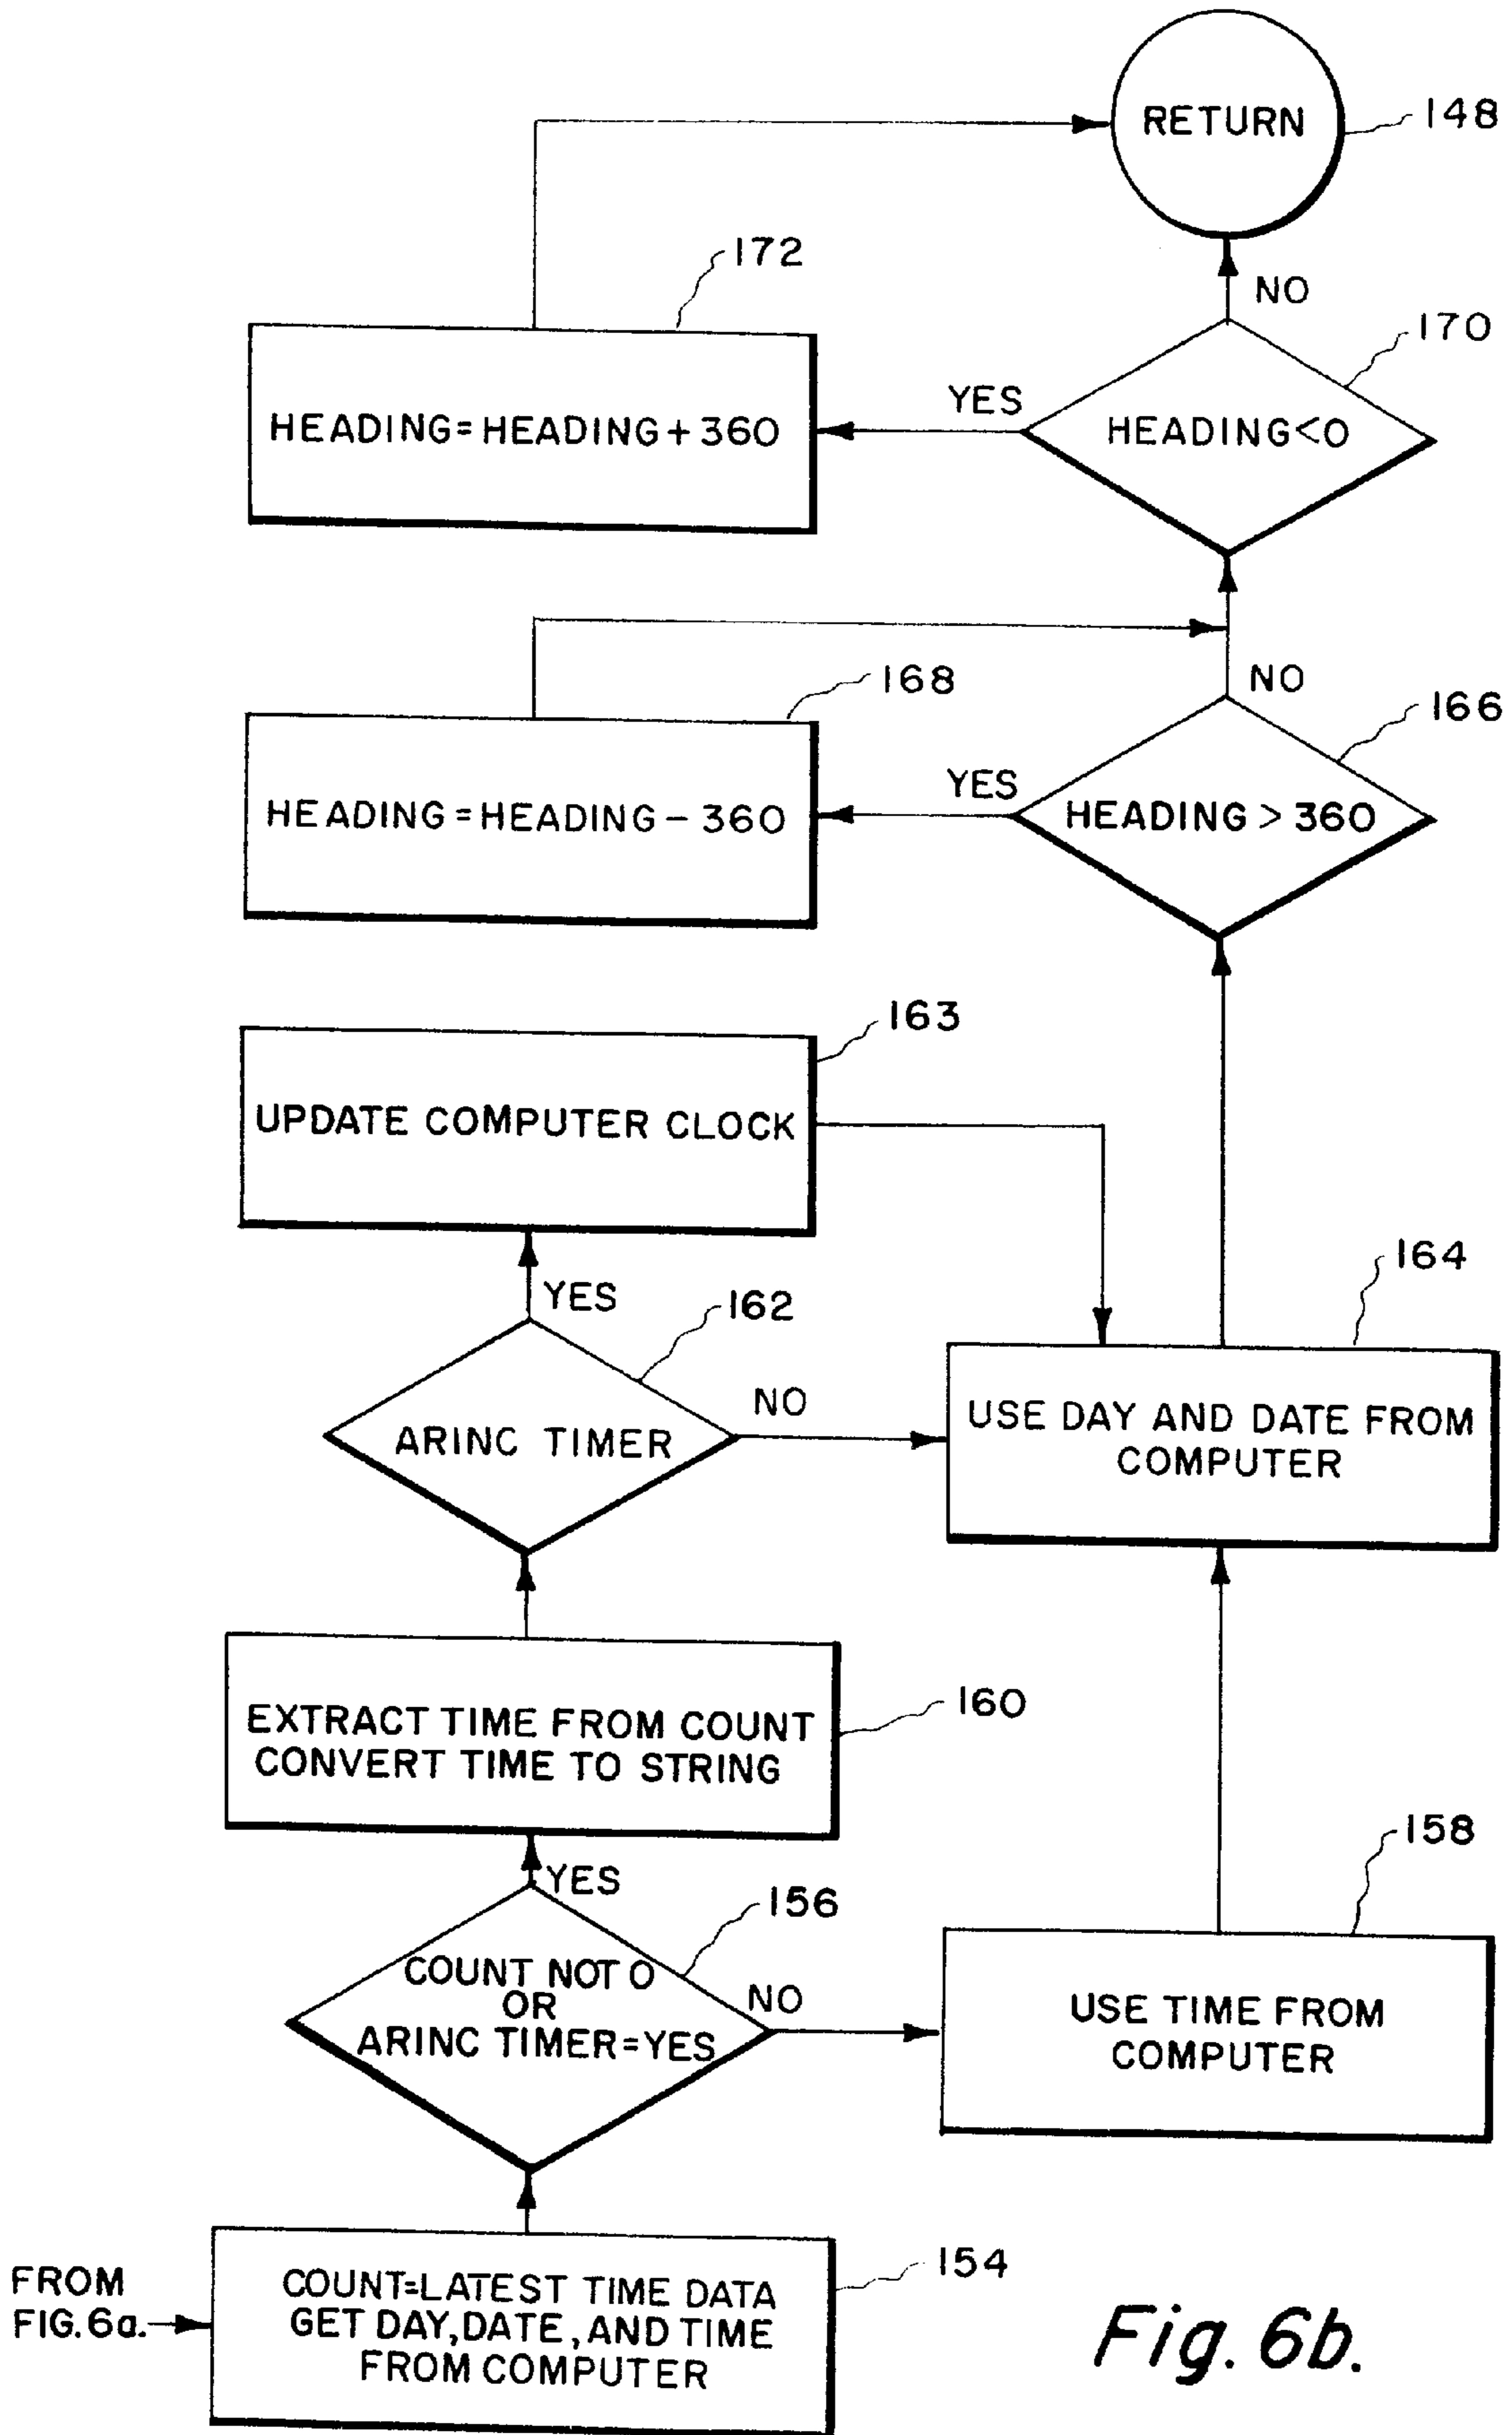 RETURN
148
172
NO
170
YES
HEADING=HEADING+360
HEADING<0
168
NO
166
YES
HEADING=HEADING-360
HEADING>360
163
UPDATE COMPUTER CLOCK
164
YES
162
NO
ARINC TIMER
USE DAY AND DATE FROM
COMPUTER
160
EXTRACT TIME FROM COUNT
CONVERT TIME TO STRING
158
YES
156
COUNT NOT 0
OR
ARINC TIMER=YES
NO
USE TIME FROM
COMPUTER
154
FROM
FIG.6a.
COUNT=LATEST TIME DATA
GET DAY,DATE,AND TIME
FROM COMPUTER
Fig. 6b.